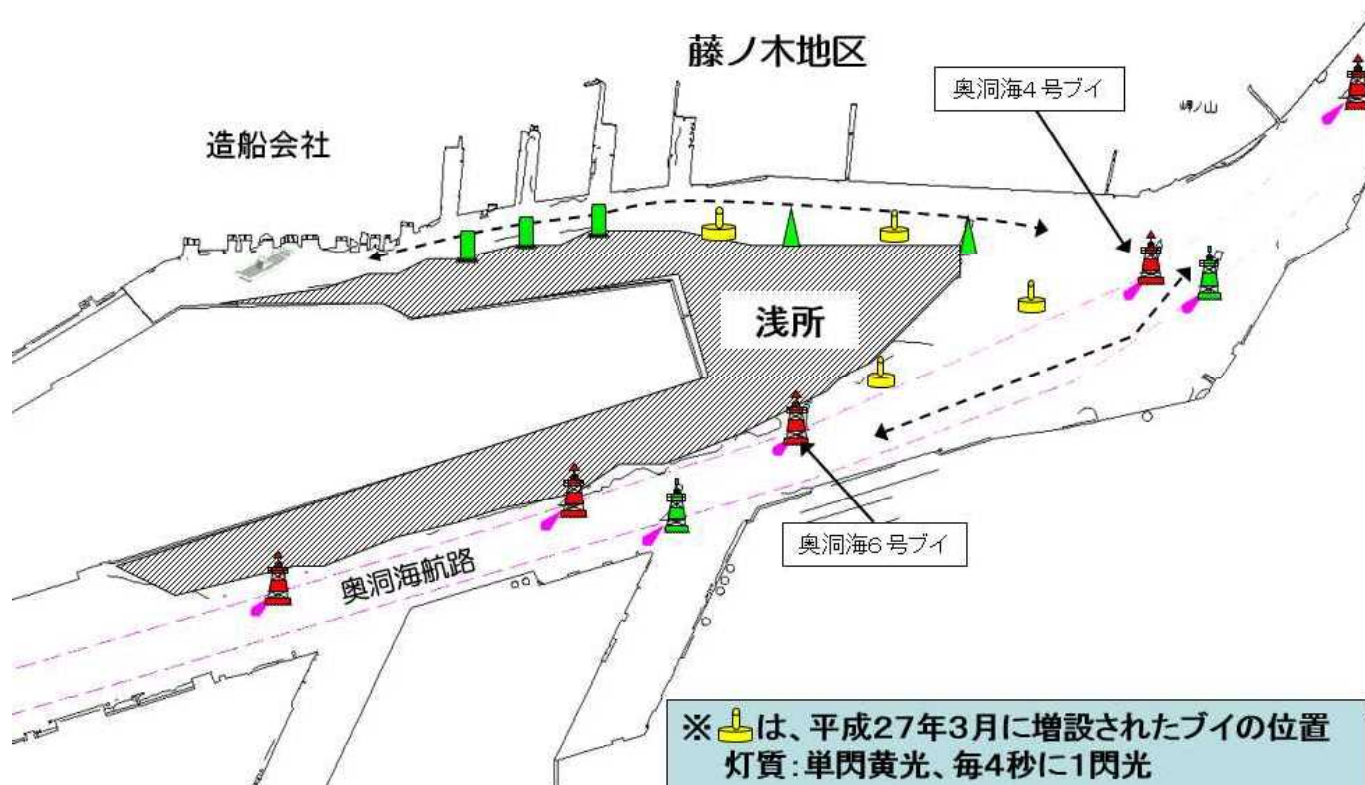 藤ノ木地区
奥洞海4号ブイ
岬ノ山
造船会社
浅所
奥洞海6号ブイ
奥洞海航路
※は、平成27年3月に増設されたブイの位置
灯質:単閃黄光、毎4秒に1閃光